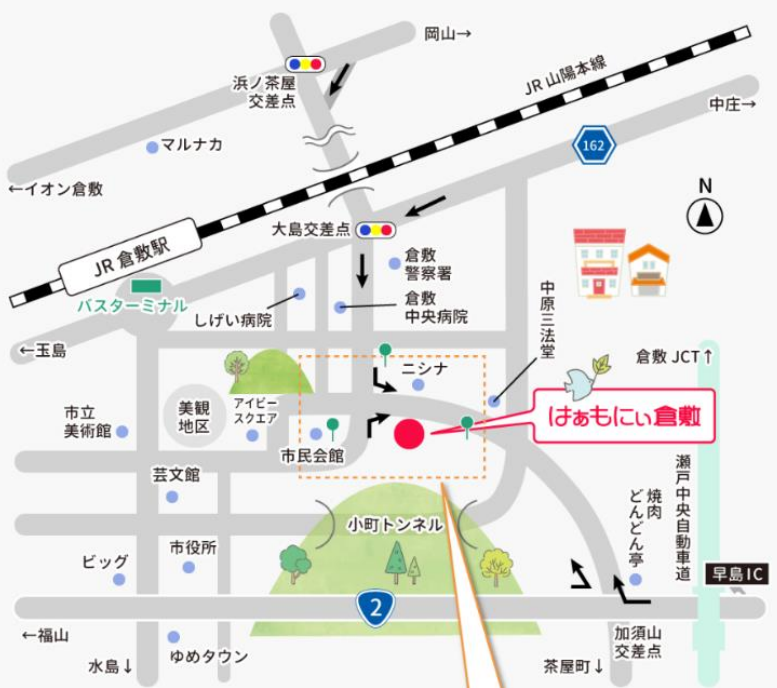 岡山→
浜ノ茶屋
交差点
JR 山陽本線
中庄→
マルナカ
162
←イオン倉敷
N
大島交差点
JR 倉敷駅
倉敷
警察署
バスターミナル
しげい病院
倉敷
中央病院
中原三法堂
←玉島
倉敷 JCT↑
ニシナ
はぁもにぃ倉敷
市立
美術館
美観
地区
アイビー
スクエア
市民会館
芸文館
瀬戸中央自動車道
焼肉
どんどん亭
小町トンネル
市役所
ビッグ
早島IC
2
←福山
加須山
交差点
ゆめタウン
水島↓
茶屋町↓